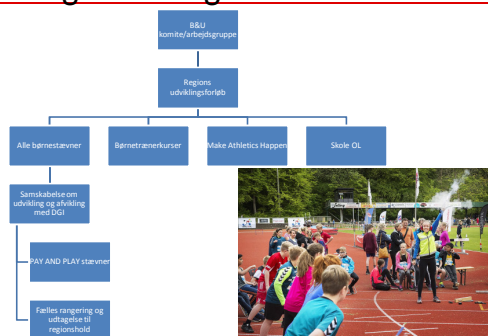 B&U
komite/arbejdsgruppe
Regions
udviklingsforløb
Alle børnestævner
Børnetrænerkurser
Make Athletics Happen
Skole OL
Samskabelse om
udvikling og afvikling
med DGI
PAY AND PLAY stævner
Fælles rangering og
udtagelse til
regionshold